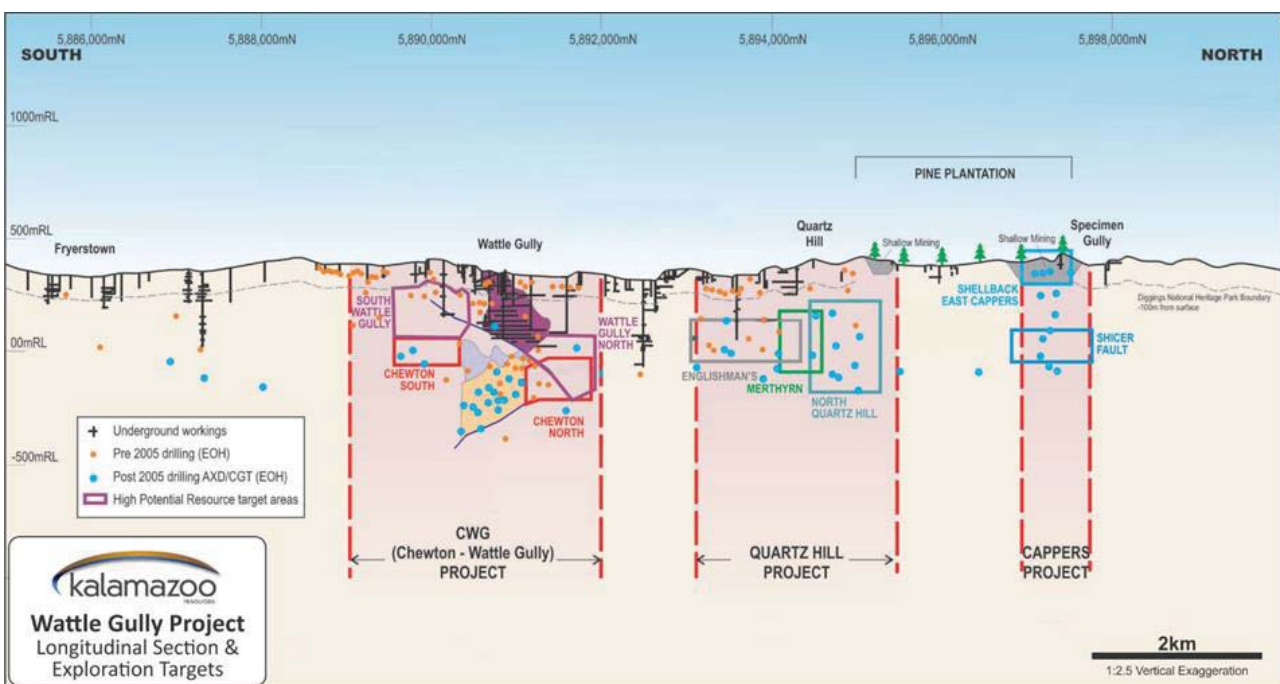 5,886,000mN 5,888,000mN 5,890,000mN 5,892,000mN 5,894,000mN 5,896,000mN 5,898,000mN
SOUTH
NORTH
1000mRL
500mRL
00mRL
-500mRL
PINE PLANTATION
Fryerstown
Wattle Gully
Quartz
Hill
Shallow Mining
Shallow Mining
Specimen
Gully
SOUTH
WATTLE
GULLY
WATTLE
GULLY
NORTH
CHEWTON
SOUTH
CHEWTON
NORTH
ENGLISHMAN'S
MERTHYRN
NORTH
QUARTZ HILL
SHELLBACK
EAST CAPPERS
Diggings National Heritage Park Boundary
-100m from surface
SHICER
FAULT
Underground workings
Pre 2005 drilling (EOH)
Post 2005 drilling AXD/CGT (EOH)
High Potential Resource target areas
CWG
(Chewton - Wattle Gully)
PROJECT
QUARTZ HILL
PROJECT
CAPPERS
PROJECT
kalamazoo
RESOURCES
Wattle Gully Project
Longitudinal Section &
Exploration Targets
2km
1:2.5 Vertical Exaggeration